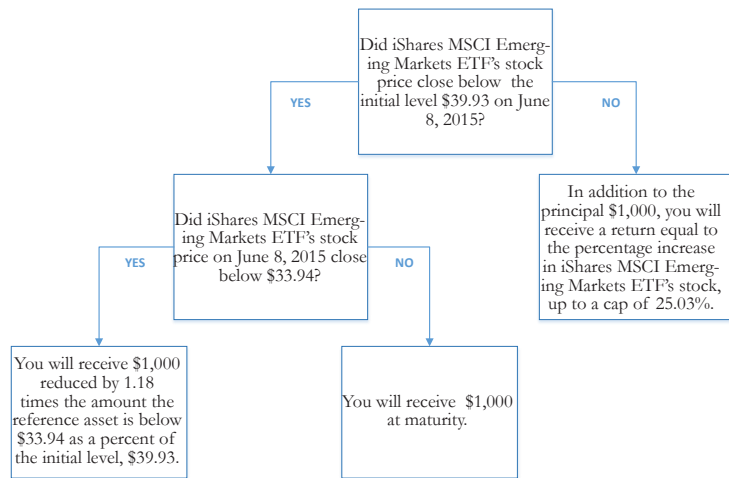 Did iShares MSCI Emerg-
ing Markets ETF's stock
price close below the
initial level $39.93 on June
8, 2015?
YES
NO
Did iShares MSCI Emerg-
ing Markets ETF's stock
price on June 8, 2015 close
below $33.94?
In addition to the
principal $1,000, you will
receive a return equal to
the percentage increase
in iShares MSCI Emerg-
ing Markets ETF's stock,
up to a cap of 25.03%.
YES
NO
You will receive $1,000
reduced by 1.18
times the amount the
reference asset is below
$33.94 as a percent of
the initial level, $39.93.
You will receive $1,000
at maturity.